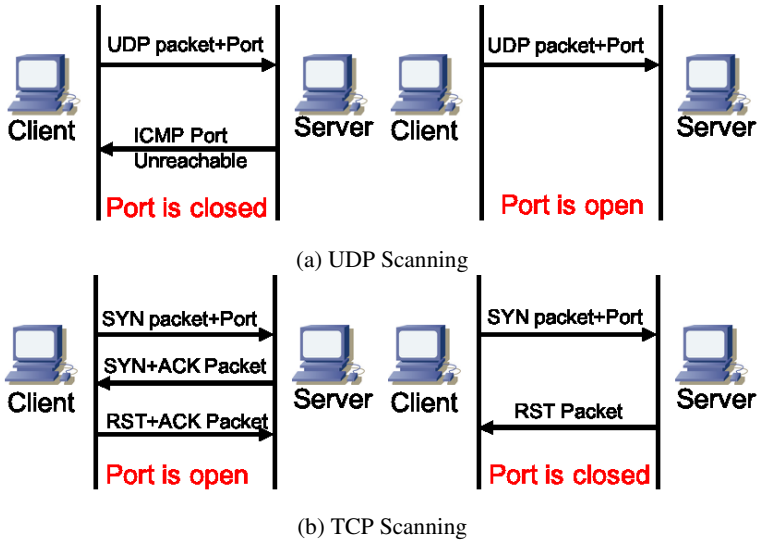 UDP packet+Port
Client
Server
ICMP Port
Unreachable
Port is closed
UDP packet+Port
Client
Server
Port is open
(a) UDP Scanning
SYN packet+Port
SYN+ACK Packet
Client
Server
RST+ACK Packet
Port is open
SYN packet+Port
Client
Server
RST Packet
Port is closed
(b) TCP Scanning